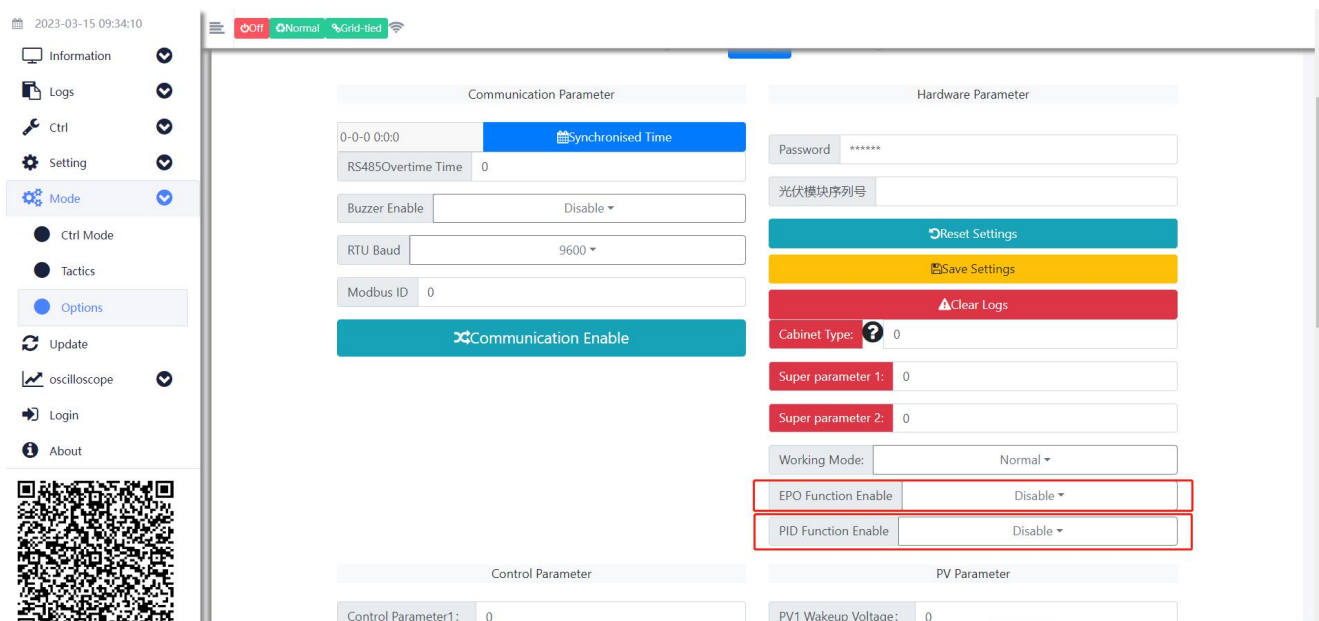 2023-03-15 09:34:10
Off Normal Grid-tied
Information
Logs
Ctrl
Setting
Mode
Ctrl Mode
Tactics
Options
Update
oscilloscope
Login
About
Communication Parameter
0-0-0 0:0:0 Synchronised Time
RS485Overtime Time 0
Buzzer Enable Disable
RTU Baud 9600
Modbus ID 0
Communication Enable
Hardware Parameter
Password ******
光伏模块序列号
Reset Settings
Save Settings
Clear Logs
Cabinet Type: ? 0
Super parameter 1: 0
Super parameter 2: 0
Working Mode: Normal
EPO Function Enable Disable
PID Function Enable Disable
Control Parameter
Control Parameter1: 0
PV Parameter
PV1 Wakeup Voltage: 0